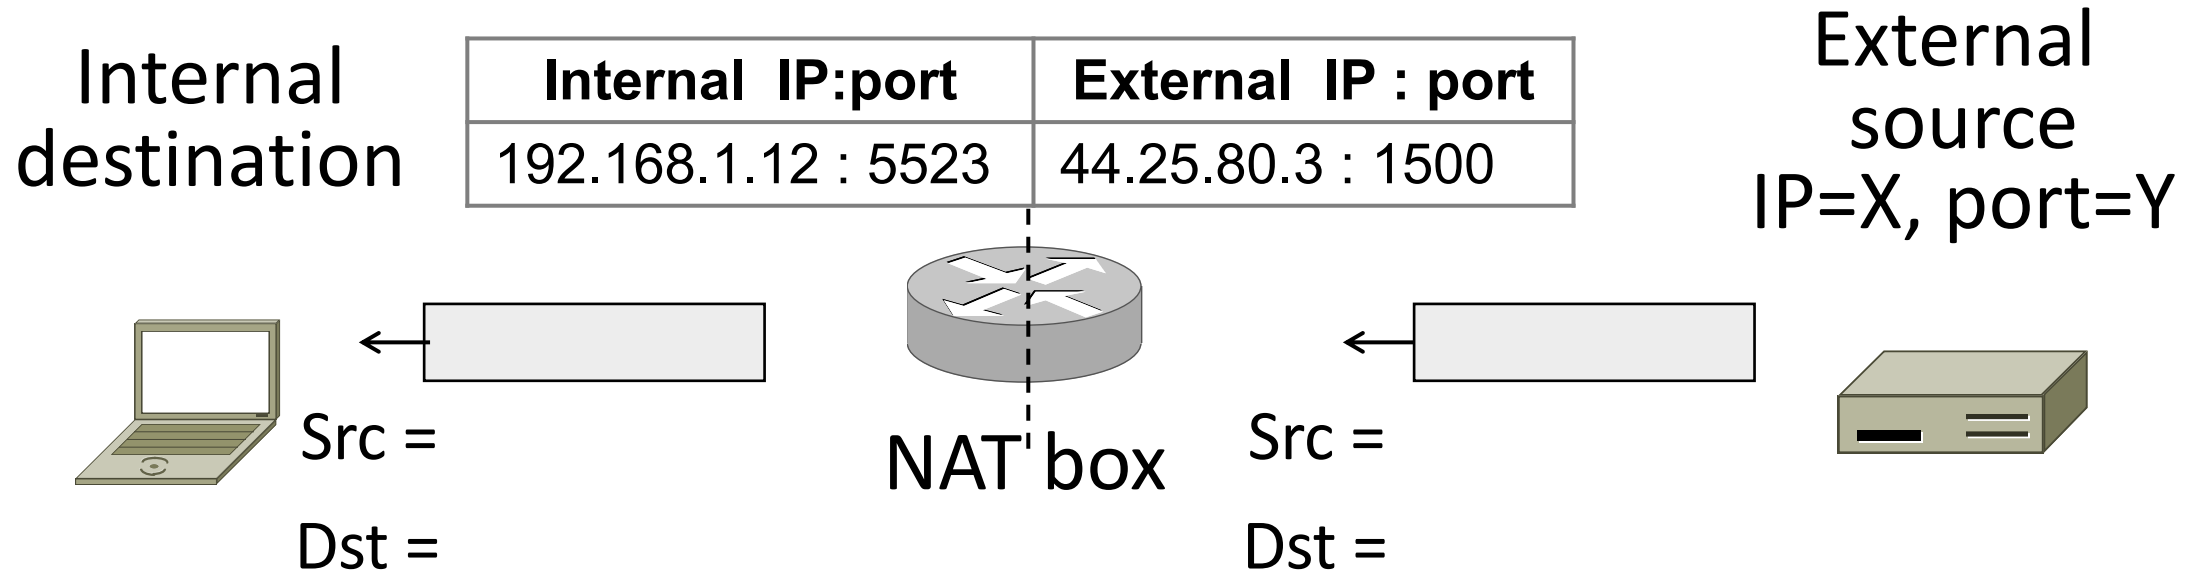 Internal
destination
Internal  IP:port
External  IP : port
192.168.1.12 : 5523
44.25.80.3 : 1500
External
source
IP=X, port=Y
Src =
Dst =
NAT box
Src =
Dst =